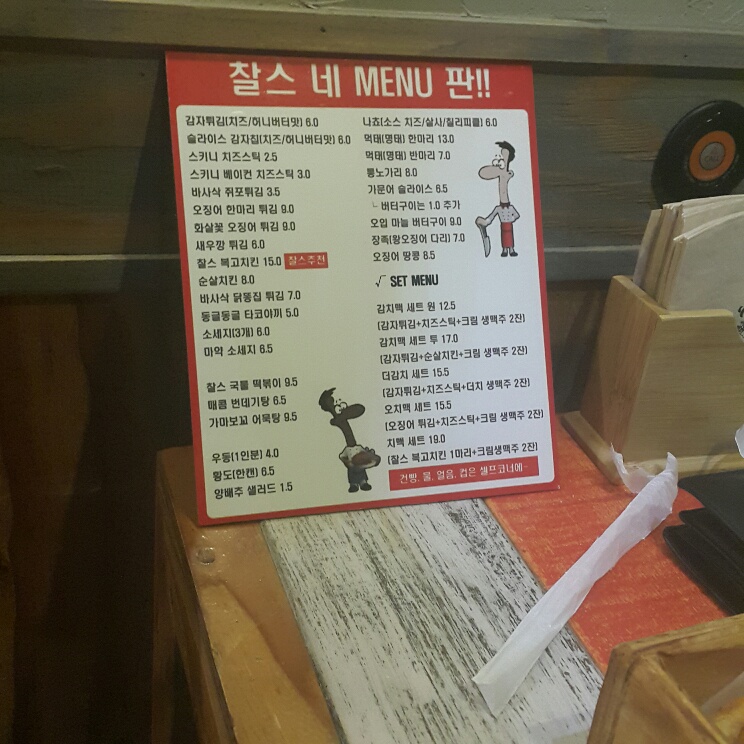 찰스 네 MENU 판!!
감자튀김(치즈/허니버터맛) 6.0
슬라이스 감자칩(치즈/허니버터맛) 6.0
스키니 치즈스틱 2.5
스키니 베이컨 치즈스틱 3.0
바사삭 쥐포튀김 3.5
오징어 한마리 튀김 9.0
화살꽃 오징어 튀김 9.0
새우깡 튀김 6.0
찰스 복고치킨 15.0 찰스추천
순살치킨 8.0
바사삭 닭똥집 튀김 7.0
동글동글 타코야끼 5.0
소세지(3개) 6.0
마약 소세지 6.5
찰스 국물 떡볶이 9.5
매콤 번데기탕 6.5
가마보꼬 어묵탕 9.5
우동(1인분) 4.0
황도(한캔) 6.5
양배추 샐러드 1.5
나쵸(소스 치즈/살사/칠리피클) 6.0
먹태(명태) 한마리 13.0
먹태(명태) 반마리 7.0
통노가리 8.0
가문어 슬라이스 6.5
ㄴ버터구이는 1.0 추가
오입 마늘 버터구이 9.0
장족(왕오징어 다리) 7.0
오징어 땅콩 8.5
√ SET MENU
감치맥 세트 원 12.5
(감자튀김+치즈스틱+크림 생맥주 2잔)
감치맥 세트 투 17.0
(감자튀김+순살치킨+크림 생맥주 2잔)
더감치 세트 15.5
(감자튀김+치즈스틱+더치 생맥주 2잔)
오치맥 세트 15.5
(오징어 튀김+치즈스틱+크림 생맥주 2잔)
치맥 세트 19.0
(찰스 복고치킨 1마리+크림생맥주 2잔)
건빵, 물, 얼음, 컵은 셀프코너에~